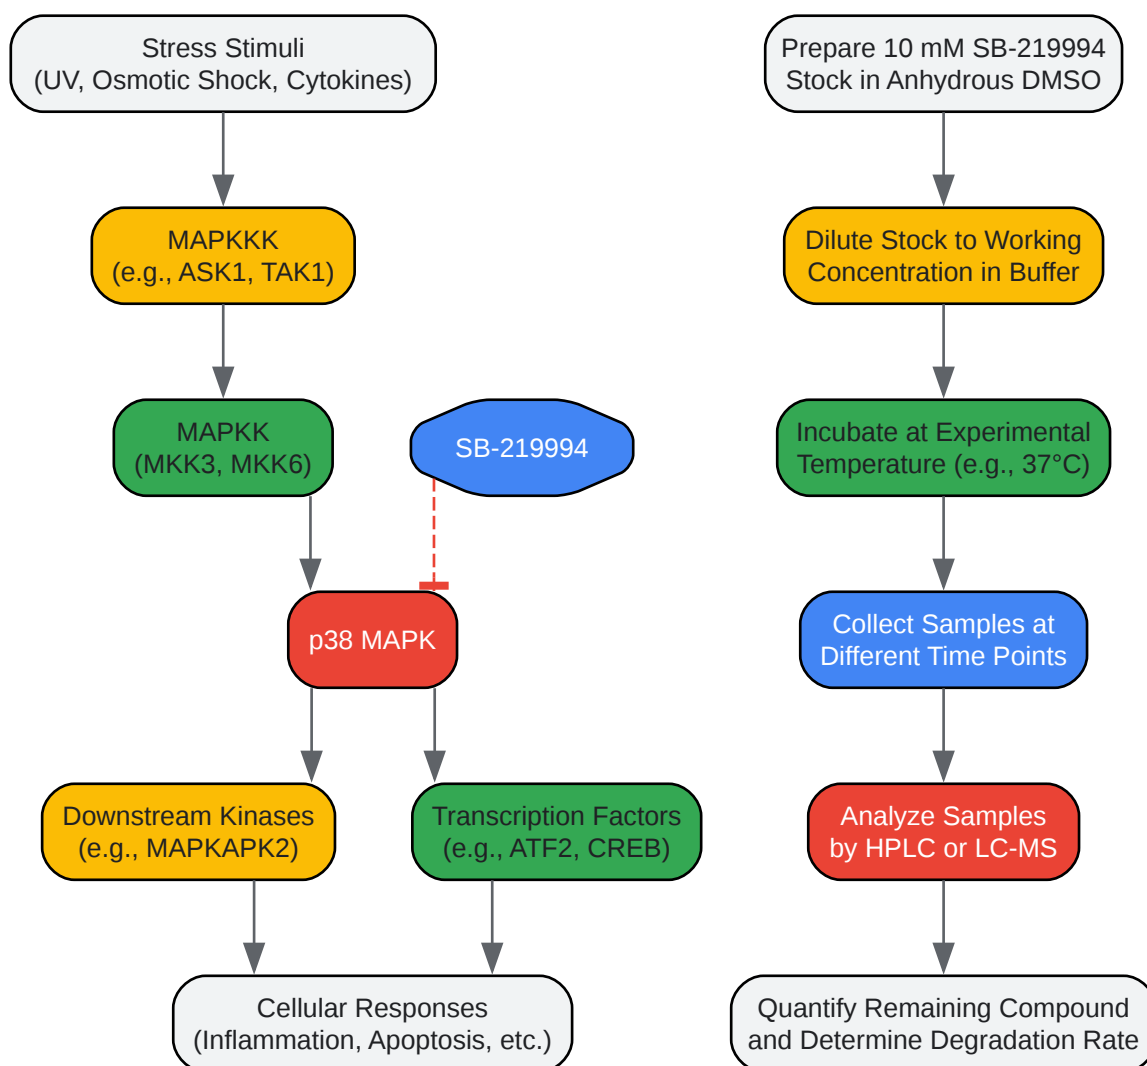 Stress Stimuli
(UV, Osmotic Shock, Cytokines)
MAPKKK
(e.g., ASK1, TAK1)
MAPKK
(MKK3, MKK6)
SB-219994
p38 MAPK
Downstream Kinases
(e.g., MAPKAPK2)
Transcription Factors
(e.g., ATF2, CREB)
Cellular Responses
(Inflammation, Apoptosis, etc.)
Prepare 10 mM SB-219994
Stock in Anhydrous DMSO
Dilute Stock to Working
Concentration in Buffer
Incubate at Experimental
Temperature (e.g., 37°C)
Collect Samples at
Different Time Points
Analyze Samples
by HPLC or LC-MS
Quantify Remaining Compound
and Determine Degradation Rate